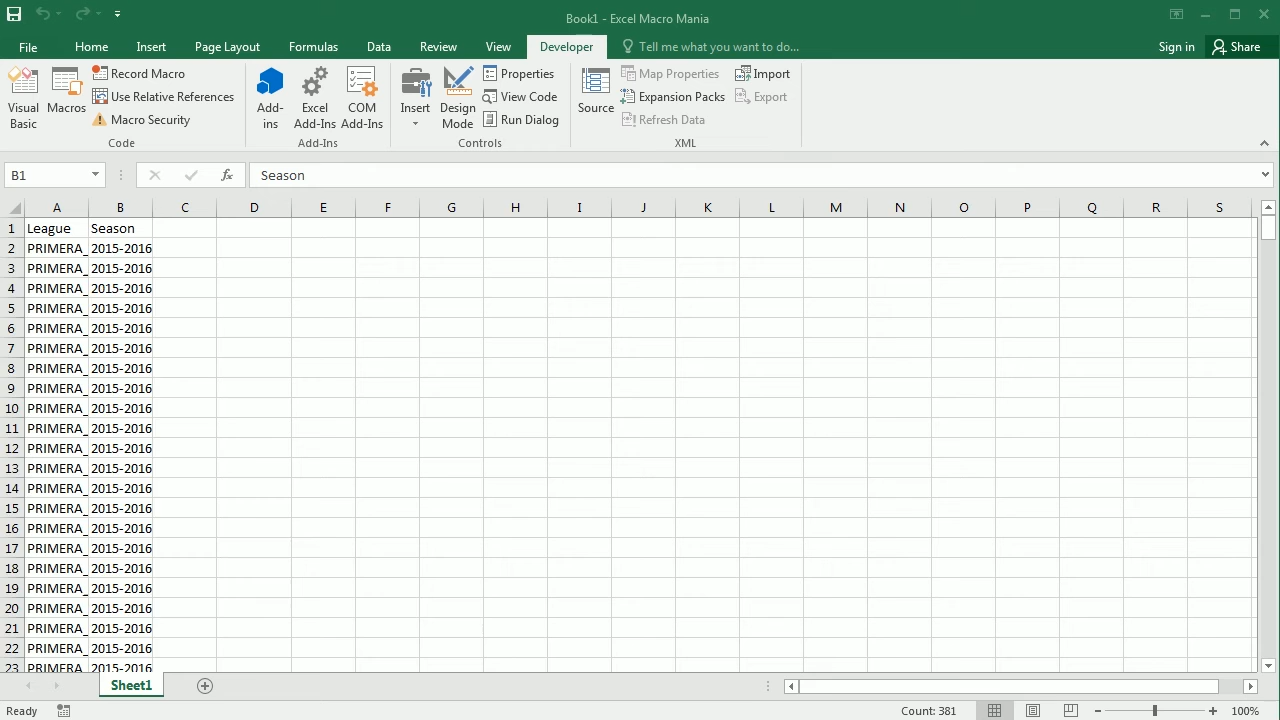 Book1 - Excel Macro Mania
File Home Insert Page Layout Formulas Data Review View Developer Tell me what you want to do... Sign in Share
Visual Basic
Macros
Record Macro
Use Relative References
Macro Security
Code
Add-ins
Excel Add-Ins
COM Add-Ins
Add-Ins
Insert
Design Mode
Properties
View Code
Run Dialog
Controls
Source
Map Properties
Expansion Packs
Refresh Data
Import
Export
XML
B1 fx Season
A B C D E F G H I J K L M N O P Q R S
1 League Season
2 PRIMERA_ 2015-2016
3 PRIMERA_ 2015-2016
4 PRIMERA_ 2015-2016
5 PRIMERA_ 2015-2016
6 PRIMERA_ 2015-2016
7 PRIMERA_ 2015-2016
8 PRIMERA_ 2015-2016
9 PRIMERA_ 2015-2016
10 PRIMERA_ 2015-2016
11 PRIMERA_ 2015-2016
12 PRIMERA_ 2015-2016
13 PRIMERA_ 2015-2016
14 PRIMERA_ 2015-2016
15 PRIMERA_ 2015-2016
16 PRIMERA_ 2015-2016
17 PRIMERA_ 2015-2016
18 PRIMERA_ 2015-2016
19 PRIMERA_ 2015-2016
20 PRIMERA_ 2015-2016
21 PRIMERA_ 2015-2016
22 PRIMERA_ 2015-2016
23 PRIMERA_ 2015-2016
Sheet1
Ready Count: 381 100%